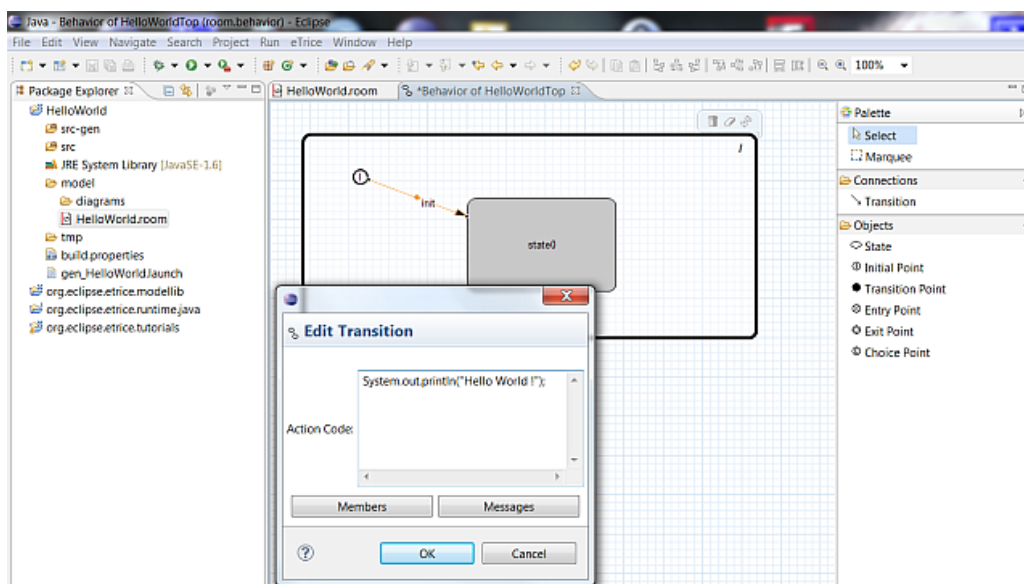 Java - Behavior of HelloWorldTop (room.behavior) - Eclipse
File Edit View Navigate Search Project Run eTrice Window Help
100%
Package Explorer
HelloWorld
src-gen
src
JRE System Library [JavaSE-1.6]
model
diagrams
HelloWorld.room
tmp
build.properties
gen_HelloWorld.launch
org.eclipse.etrice.modellib
org.eclipse.etrice.runtime.java
org.eclipse.etrice.tutorials
HelloWorld.room
*Behavior of HelloWorldTop
/
I
init
state0
Edit Transition
System.out.println("Hello World !");
Action Code:
Members Messages
OK Cancel
Palette
Select
Marquee
Connections
Transition
Objects
State
Initial Point
Transition Point
Entry Point
Exit Point
Choice Point